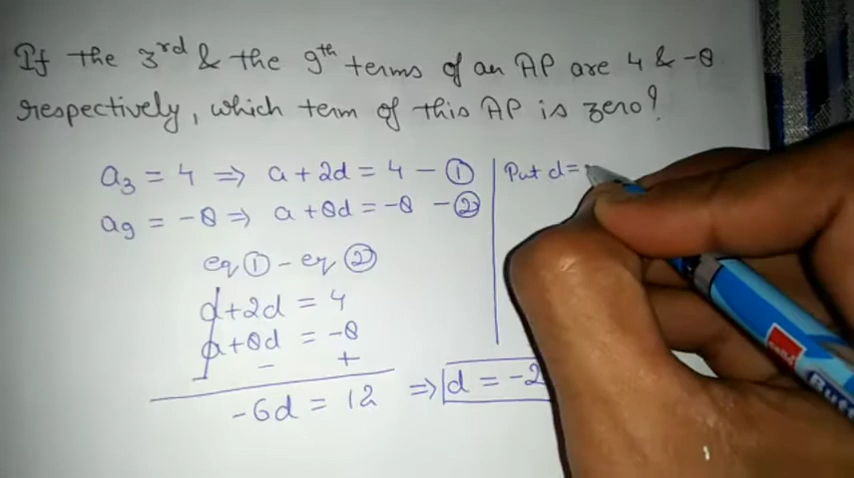 If the 3rd & the 9th terms of an AP are 4 & -8
respectively, which term of this AP is zero?
a₃ = 4 ⇒ a + 2d = 4 - ①
a₉ = -8 ⇒ a + 8d = -8 - ②
eq ① - eq ②
a + 2d = 4
a + 8d = -8
- - +
-6d = 12 ⇒ d = -2
Put d =